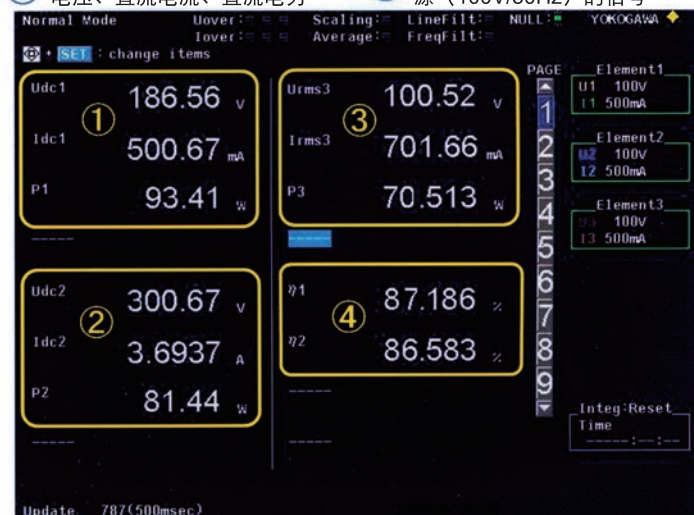 电压、直流电流、直流电力
源（100V/60Hz）的信号
Normal Mode
Uover:
Iover:
Scaling:
Average:
LineFilt:
FreqFilt:
NULL:
YOKOGAWA
+ SET : change items
①
Udc1 186.56 V
Idc1 500.67 mA
P1 93.41 W
-----
②
Udc2 300.67 V
Idc2 3.6937 A
P2 81.44 W
-----
③
Urms3 100.52 V
Irms3 701.66 mA
P3 70.513 W
-----
④
η1 87.186 %
η2 86.583 %
-----
-----
PAGE
1
2
3
4
5
6
7
8
9
Element1
U1 100V
I1 500mA
Element2
U2 100V
I2 500mA
Element3
U3 100V
I3 500mA
Integ:Reset
Time
-----:--:--
Update 787(500msec)